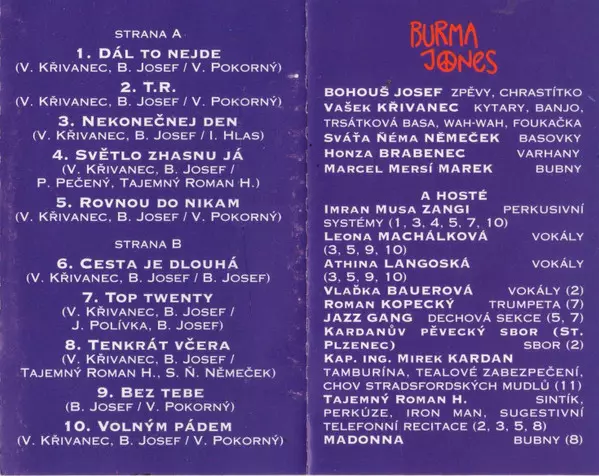 STRANA A
1. DÁL TO NEJDE
(V. KŘIVANEC, B. JOSEF / V. POKORNÝ)
2. T.R.
(V. KŘIVANEC, B. JOSEF / V. POKORNÝ)
3. NEKONEČNEJ DEN
(V. KŘIVANEC, B. JOSEF / I. HLAS)
4. SVĚTLO ZHASNU JÁ
(V. KŘIVANEC, B. JOSEF /
P. PEČENÝ, TAJEMNÝ ROMAN H.)
5. ROVNOU DO NIKAM
(V. KŘIVANEC, B. JOSEF / V. POKORNÝ)
STRANA B
6. CESTA JE DLOUHÁ
(V. KŘIVANEC, B. JOSEF / B. JOSEF)
7. TOP TWENTY
(V. KŘIVANEC, B. JOSEF /
J. POLÍVKA, B. JOSEF)
8. TENKRÁT VČERA
(V. KŘIVANEC, B. JOSEF /
TAJEMNÝ ROMAN H., S. Ň. NĚMEČEK)
9. BEZ TEBE
(B. JOSEF / V. POKORNÝ)
10. VOLNÝM PÁDEM
(V. KŘIVANEC, B. JOSEF / V. POKORNÝ)
BURMA
JONES
BOHOUŠ JOSEF ZPĚVY, CHRASTÍTKO
VAŠEK KŘIVANEC KYTARY, BANJO,
TRSÁTKOVÁ BASA, WAH-WAH, FOUKAČKA
SVÁŤA ŇÉMA NĚMEČEK BASOVKY
HONZA BRABENEC VARHANY
MARCEL MERSÍ MAREK BUBNY
A HOSTÉ
IMRAN MUSA ZANGI PERKUSIVNÍ
SYSTÉMY (1, 3, 4, 5, 7, 10)
LEONA MACHÁLKOVÁ VOKÁLY
(3, 5, 9, 10)
ATHINA LANGOSKÁ VOKÁLY
(3, 5, 9, 10)
VLAĎKA BAUEROVÁ VOKÁLY (2)
ROMAN KOPECKÝ TRUMPETA (7)
JAZZ GANG DECHOVÁ SEKCE (5, 7)
KARDANŮV PĚVECKÝ SBOR (ST.
PLZENEC) SBOR (2)
KAP. ING. MIREK KARDAN
TAMBURÍNA, TEALOVÉ ZABEZPEČENÍ,
CHOV STRADSFORDSKÝCH MUDLŮ (11)
TAJEMNÝ ROMAN H. SINTÍK,
PERKŮZE, IRON MAN, SUGESTIVNÍ
TELEFONNÍ RECITACE (2, 3, 5, 8)
MADONNA BUBNY (8)